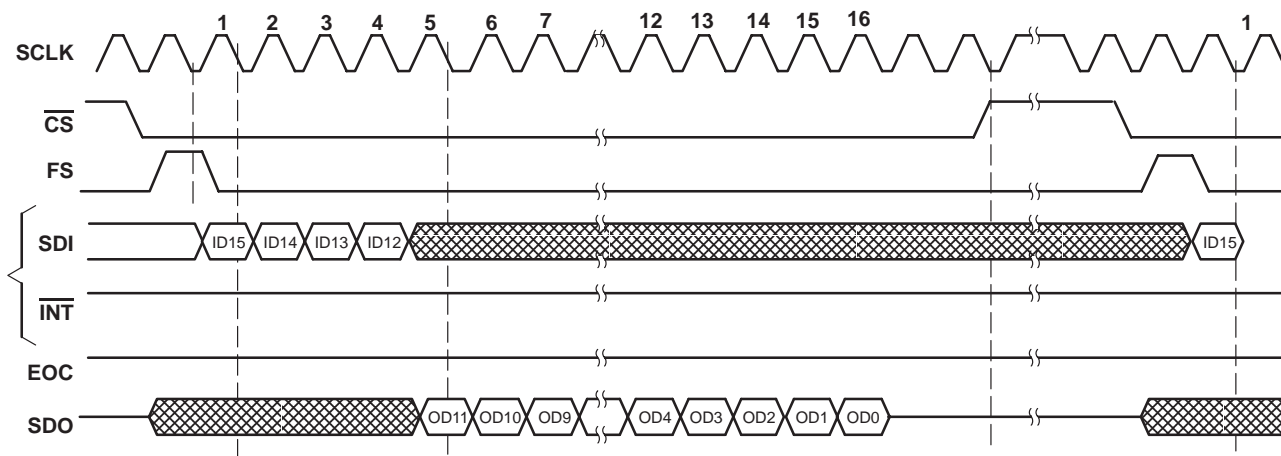 1 2 3 4 5 6 7 12 13 14 15 16 1
SCLK
CS
FS
SDI ID15 ID14 ID13 ID12 ID15
INT
EOC
SDO OD11 OD10 OD9 OD4 OD3 OD2 OD1 OD0